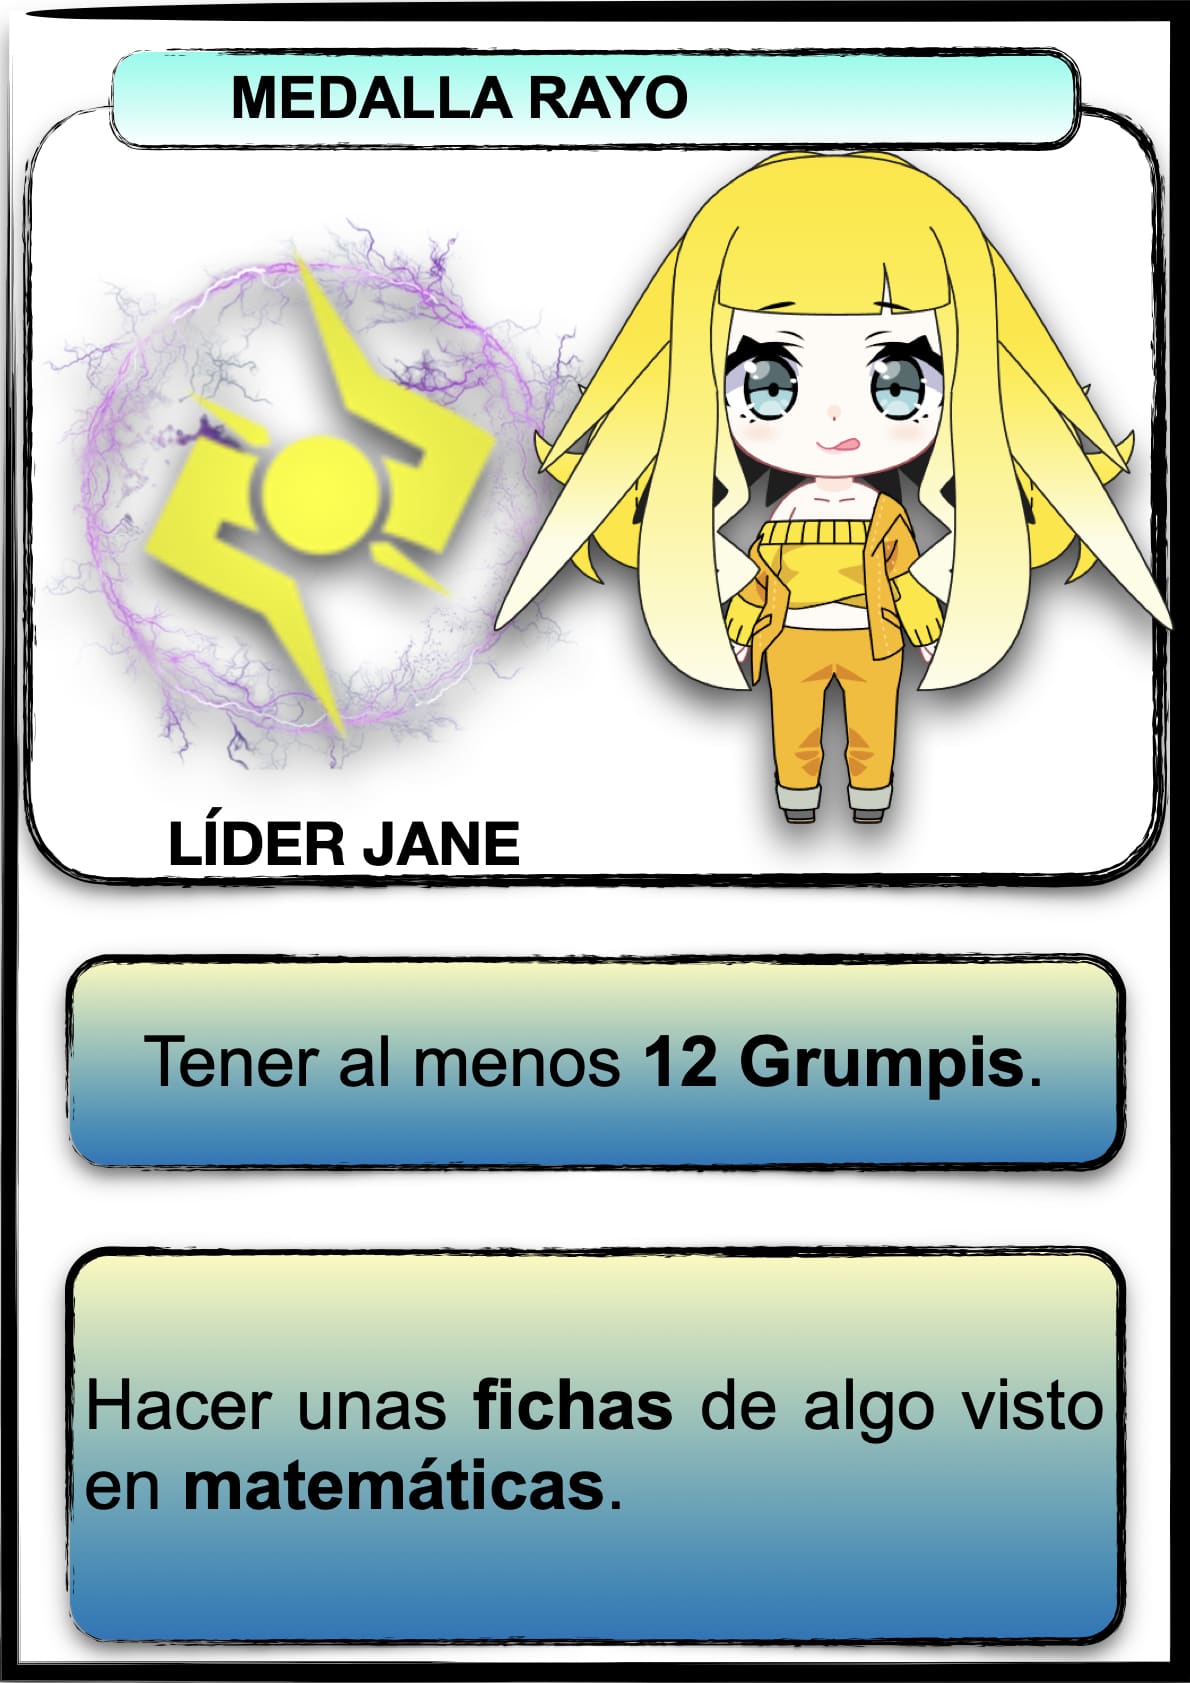 MEDALLA RAYO
LÍDER JANE
Tener al menos 12 Grumpis.
Hacer unas fichas de algo visto
en matemáticas.